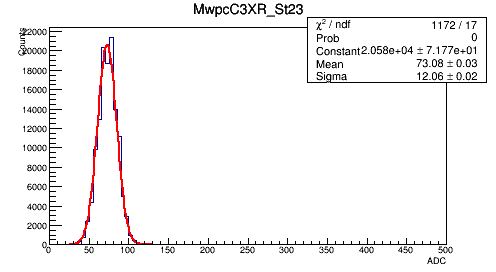 MwpcC3XR_St23
χ² / ndf 1172 / 17
Prob 0
Constant 2.058e+04 ± 7.177e+01
Mean 73.08 ± 0.03
Sigma 12.06 ± 0.02
Counts
22000
20000
18000
16000
14000
12000
10000
8000
6000
4000
2000
0
0 50 100 150 200 250 300 350 400 450 500
ADC